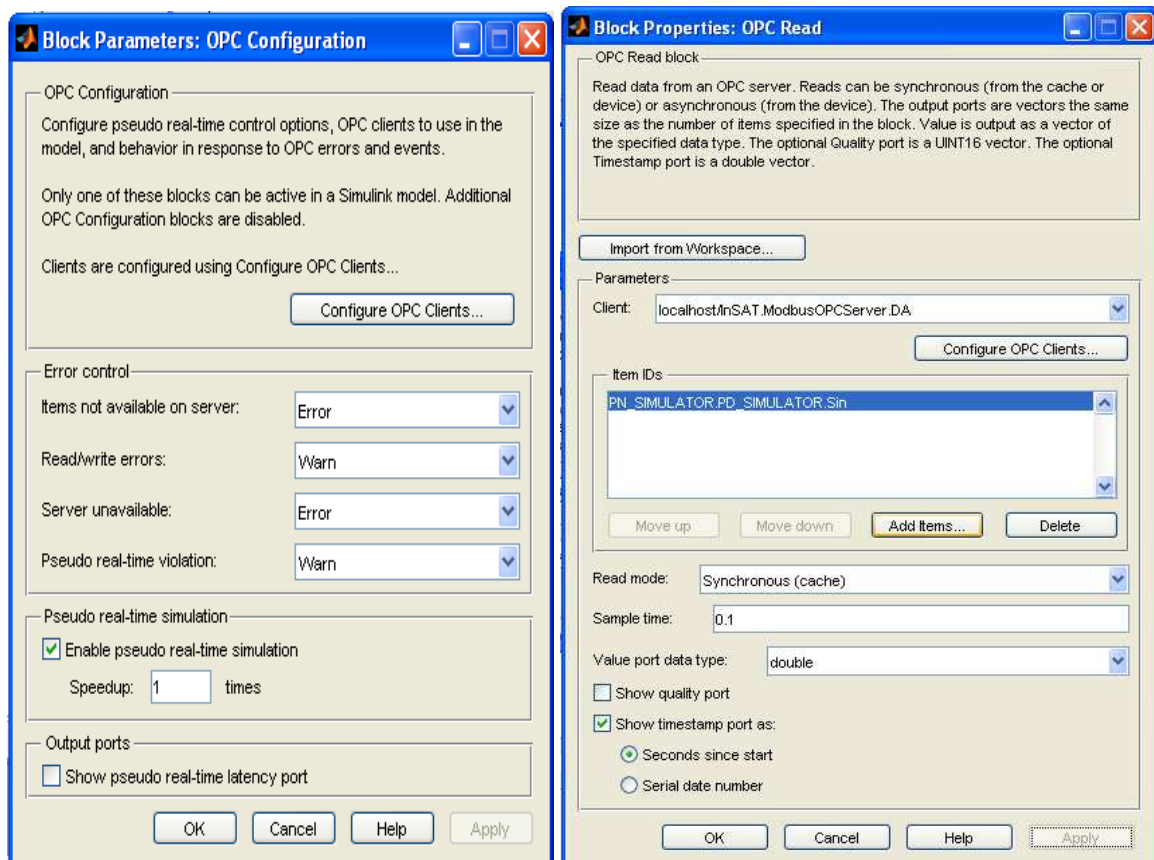 Block Parameters: OPC Configuration
OPC Configuration
Configure pseudo real-time control options, OPC clients to use in the
model, and behavior in response to OPC errors and events.
Only one of these blocks can be active in a Simulink model. Additional
OPC Configuration blocks are disabled.
Clients are configured using Configure OPC Clients...
Configure OPC Clients...
Error control
Items not available on server: Error
Read/write errors: Warn
Server unavailable: Error
Pseudo real-time violation: Warn
Pseudo real-time simulation
Enable pseudo real-time simulation
Speedup: 1 times
Output ports
Show pseudo real-time latency port
OK Cancel Help Apply
Block Properties: OPC Read
OPC Read block
Read data from an OPC server. Reads can be synchronous (from the cache or
device) or asynchronous (from the device). The output ports are vectors the same
size as the number of items specified in the block. Value is output as a vector of
the specified data type. The optional Quality port is a UINT16 vector. The optional
Timestamp port is a double vector.
Import from Workspace...
Parameters
Client: localhost/InSAT.ModbusOPCServer.DA
Configure OPC Clients...
Item IDs
PN_SIMULATOR.PD_SIMULATOR.Sin
Move up Move down Add Items... Delete
Read mode: Synchronous (cache)
Sample time: 0.1
Value port data type: double
Show quality port
Show timestamp port as:
Seconds since start
Serial date number
OK Cancel Help Apply